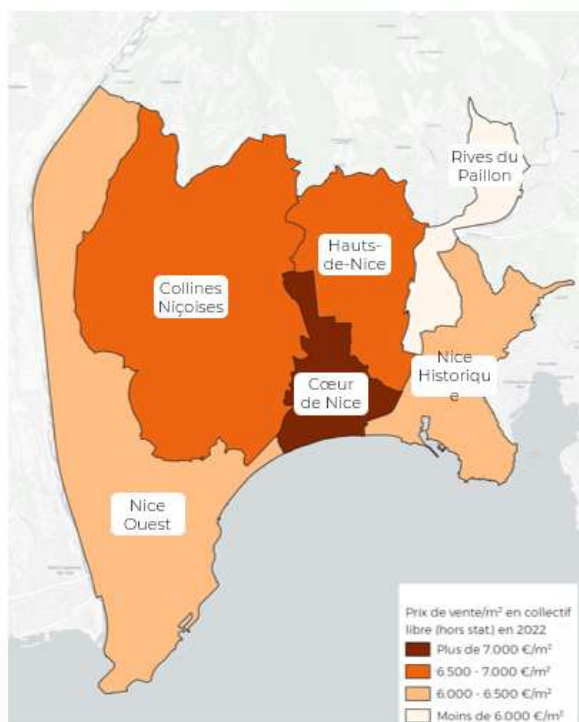 Rives du
Paillon
Hauts-
de-Nice
Collines
Niçoises
Nice
Historiqu
e
Cœur
de Nice
Nice
Ouest
Prix de vente/m² en collectif
libre (hors stat.) en 2022
Plus de 7.000 €/m²
6.500 - 7.000 €/m²
6.000 - 6.500 €/m²
Moins de 6.000 €/m²